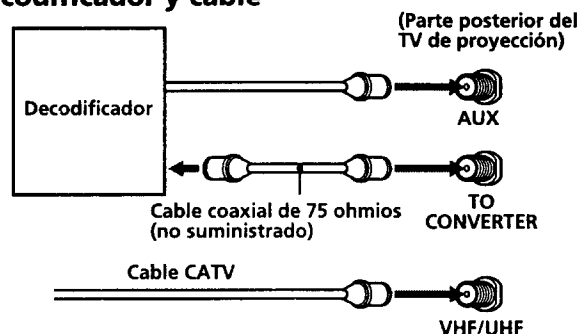 codificador y cable
(Parte posterior del
TV de proyección)
Decodificador
AUX
Cable coaxial de 75 ohmios
(no suministrado)
TO
CONVERTER
Cable CATV
VHF/UHF